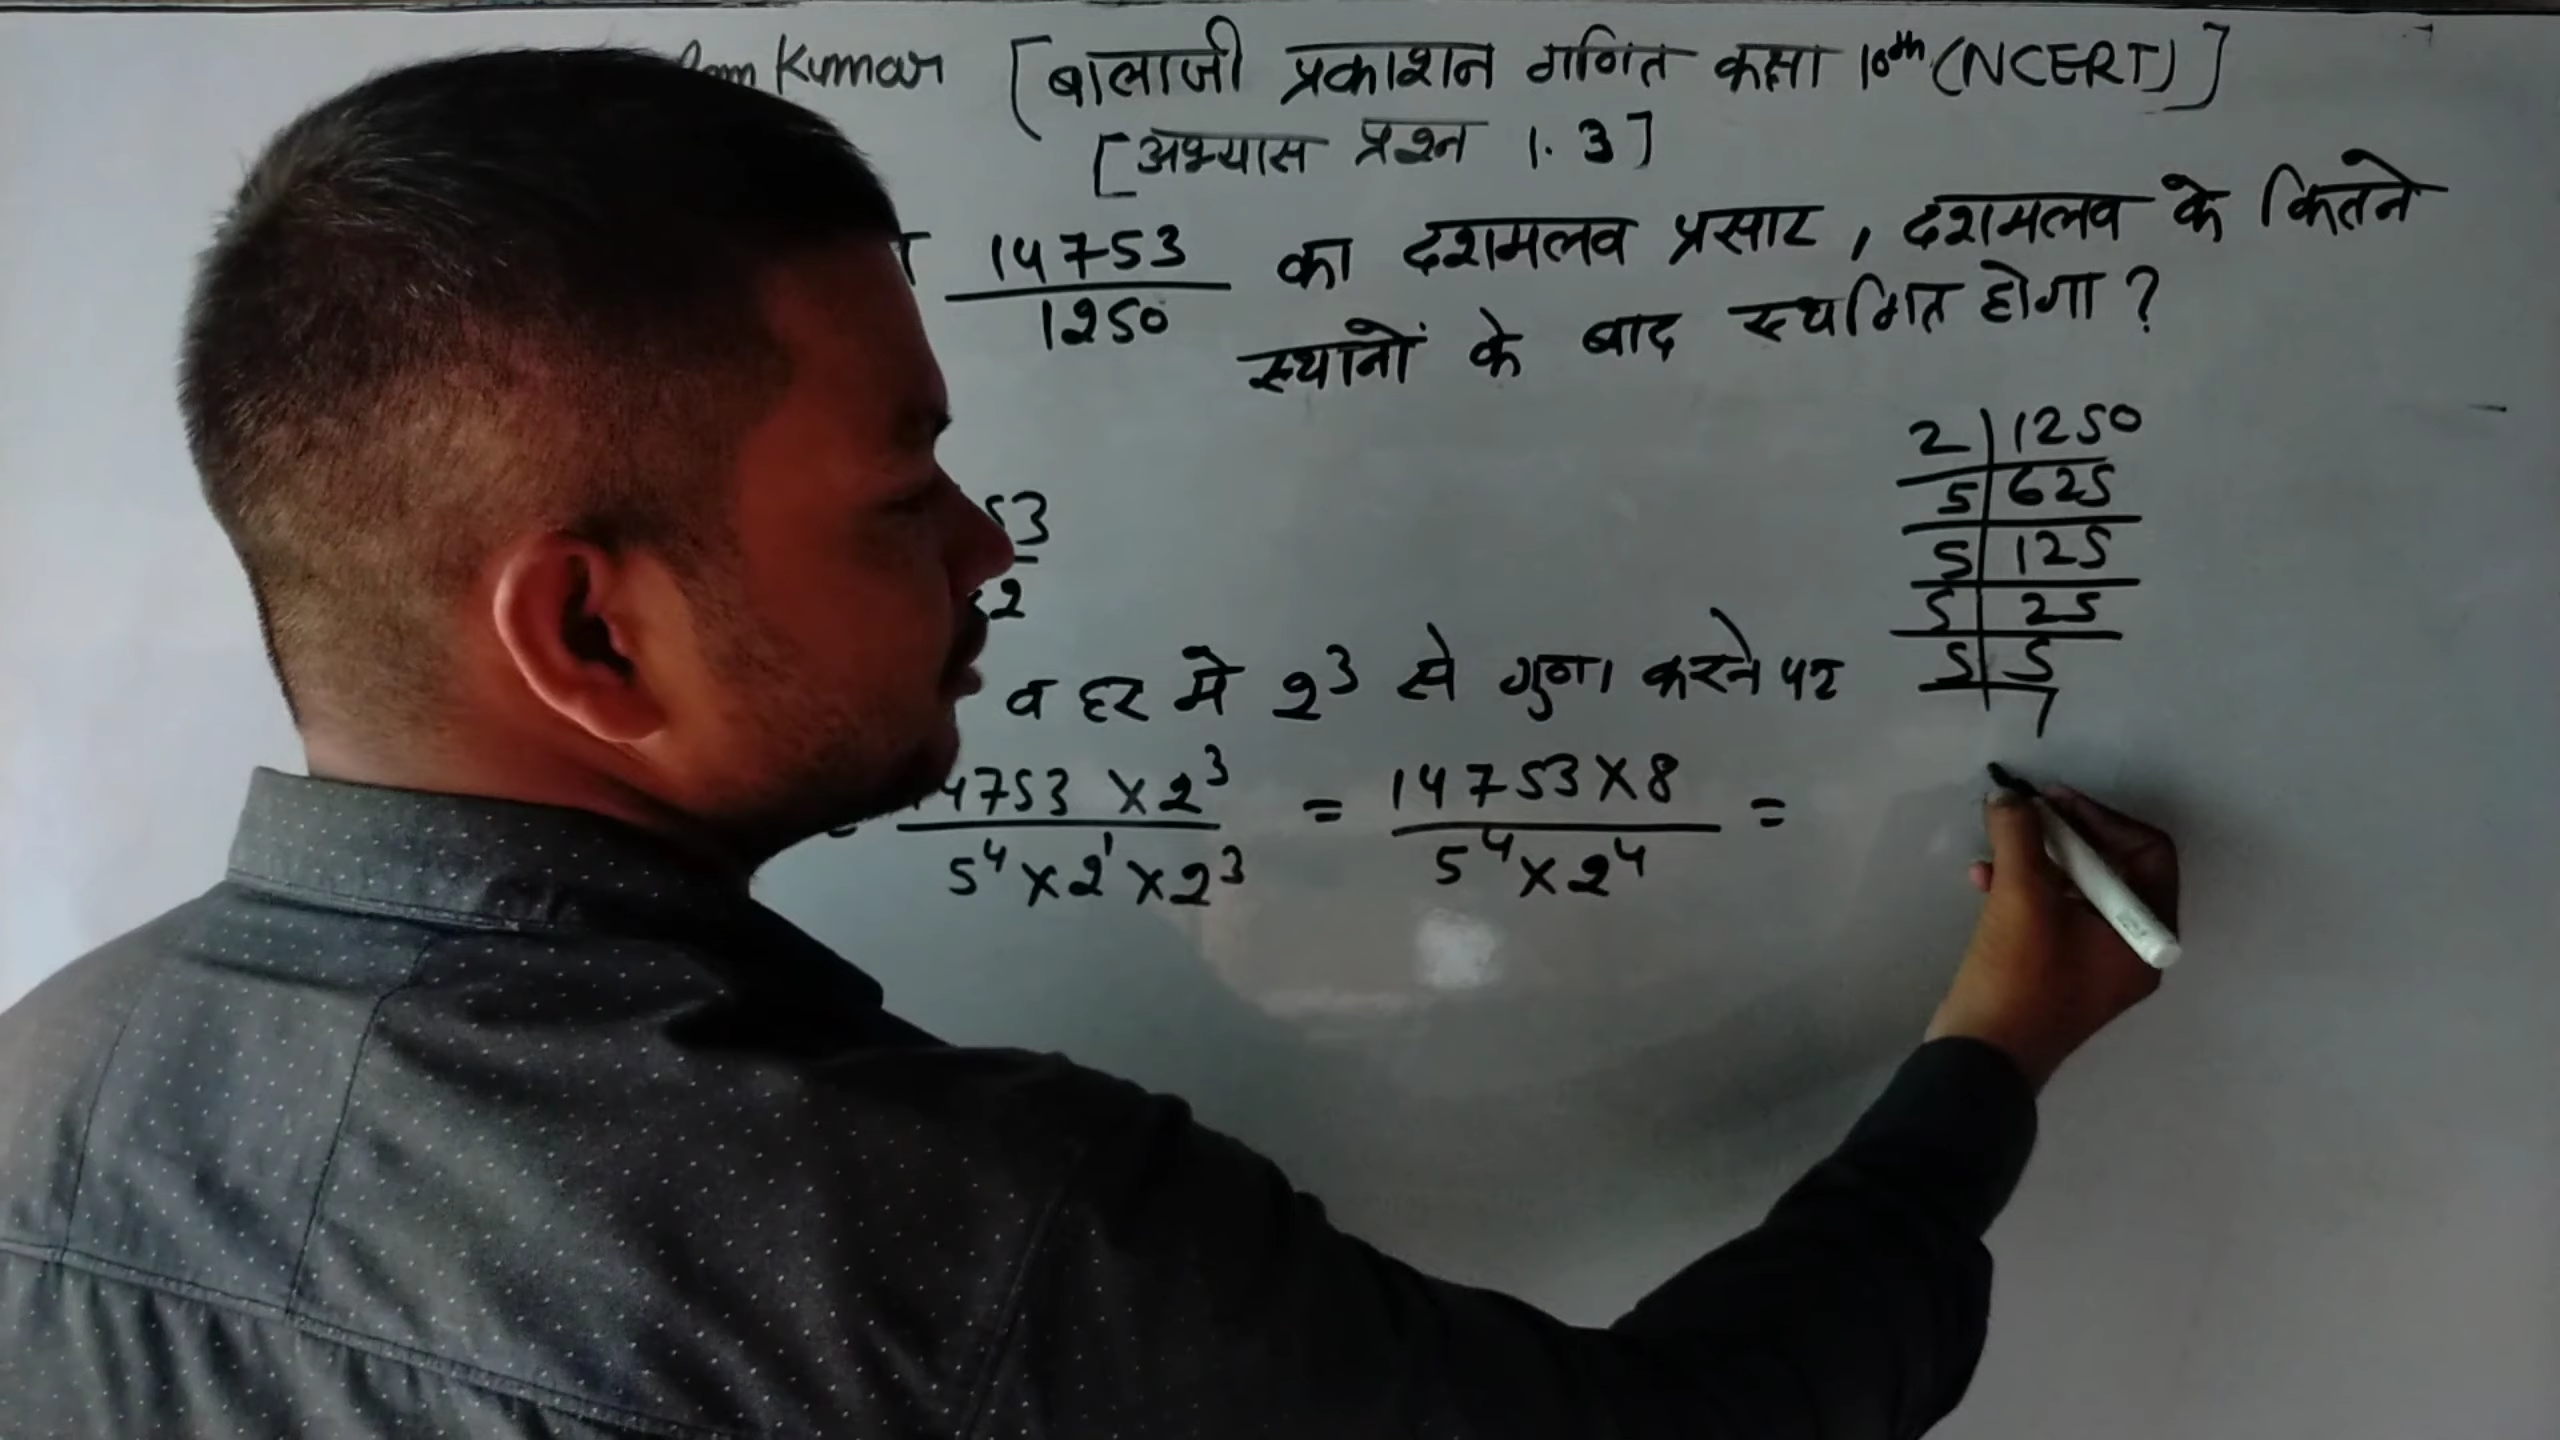 Kumar [बालाजी प्रकाशन गणित कक्षा 10th (NCERT)]
[अभ्यास प्रश्न 1.3]
14753/1250 का दशमलव प्रसार, दशमलव के कितने
स्थानों के बाद स्थगित होगा?
2 | 1250
5 | 625
5 | 125
5 | 25
5 | 5
53
2
व हर मे 2³ से गुणा करने पर
14753 × 2³ / 5⁴ × 2¹ × 2³ = 14753 × 8 / 5⁴ × 2⁴ =